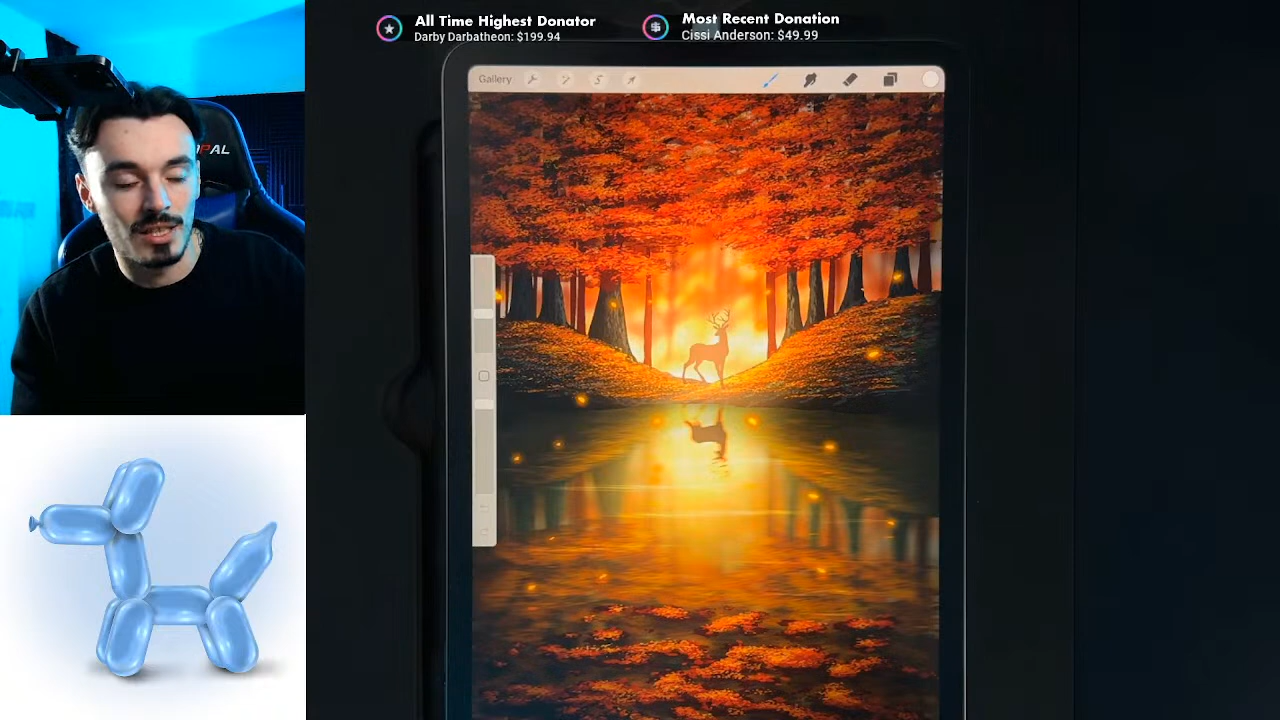 All Time Highest Donator
Darby Darbatheon: $199.94
Most Recent Donation
Cissi Anderson: $49.99
Gallery
PAL